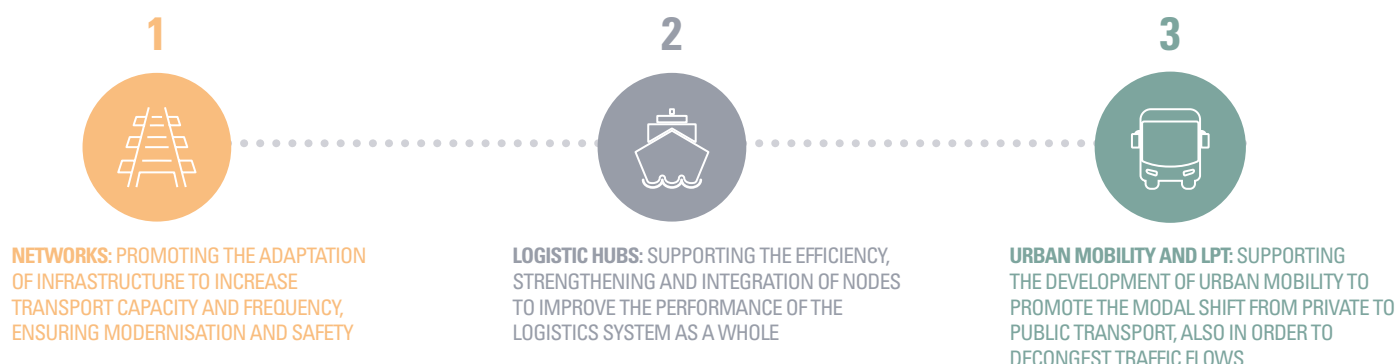 1
NETWORKS: PROMOTING THE ADAPTATION
OF INFRASTRUCTURE TO INCREASE
TRANSPORT CAPACITY AND FREQUENCY,
ENSURING MODERNISATION AND SAFETY
2
LOGISTIC HUBS: SUPPORTING THE EFFICIENCY,
STRENGTHENING AND INTEGRATION OF NODES
TO IMPROVE THE PERFORMANCE OF THE
LOGISTICS SYSTEM AS A WHOLE
3
URBAN MOBILITY AND LPT: SUPPORTING
THE DEVELOPMENT OF URBAN MOBILITY TO
PROMOTE THE MODAL SHIFT FROM PRIVATE TO
PUBLIC TRANSPORT, ALSO IN ORDER TO
DECONGEST TRAFFIC FLOWS